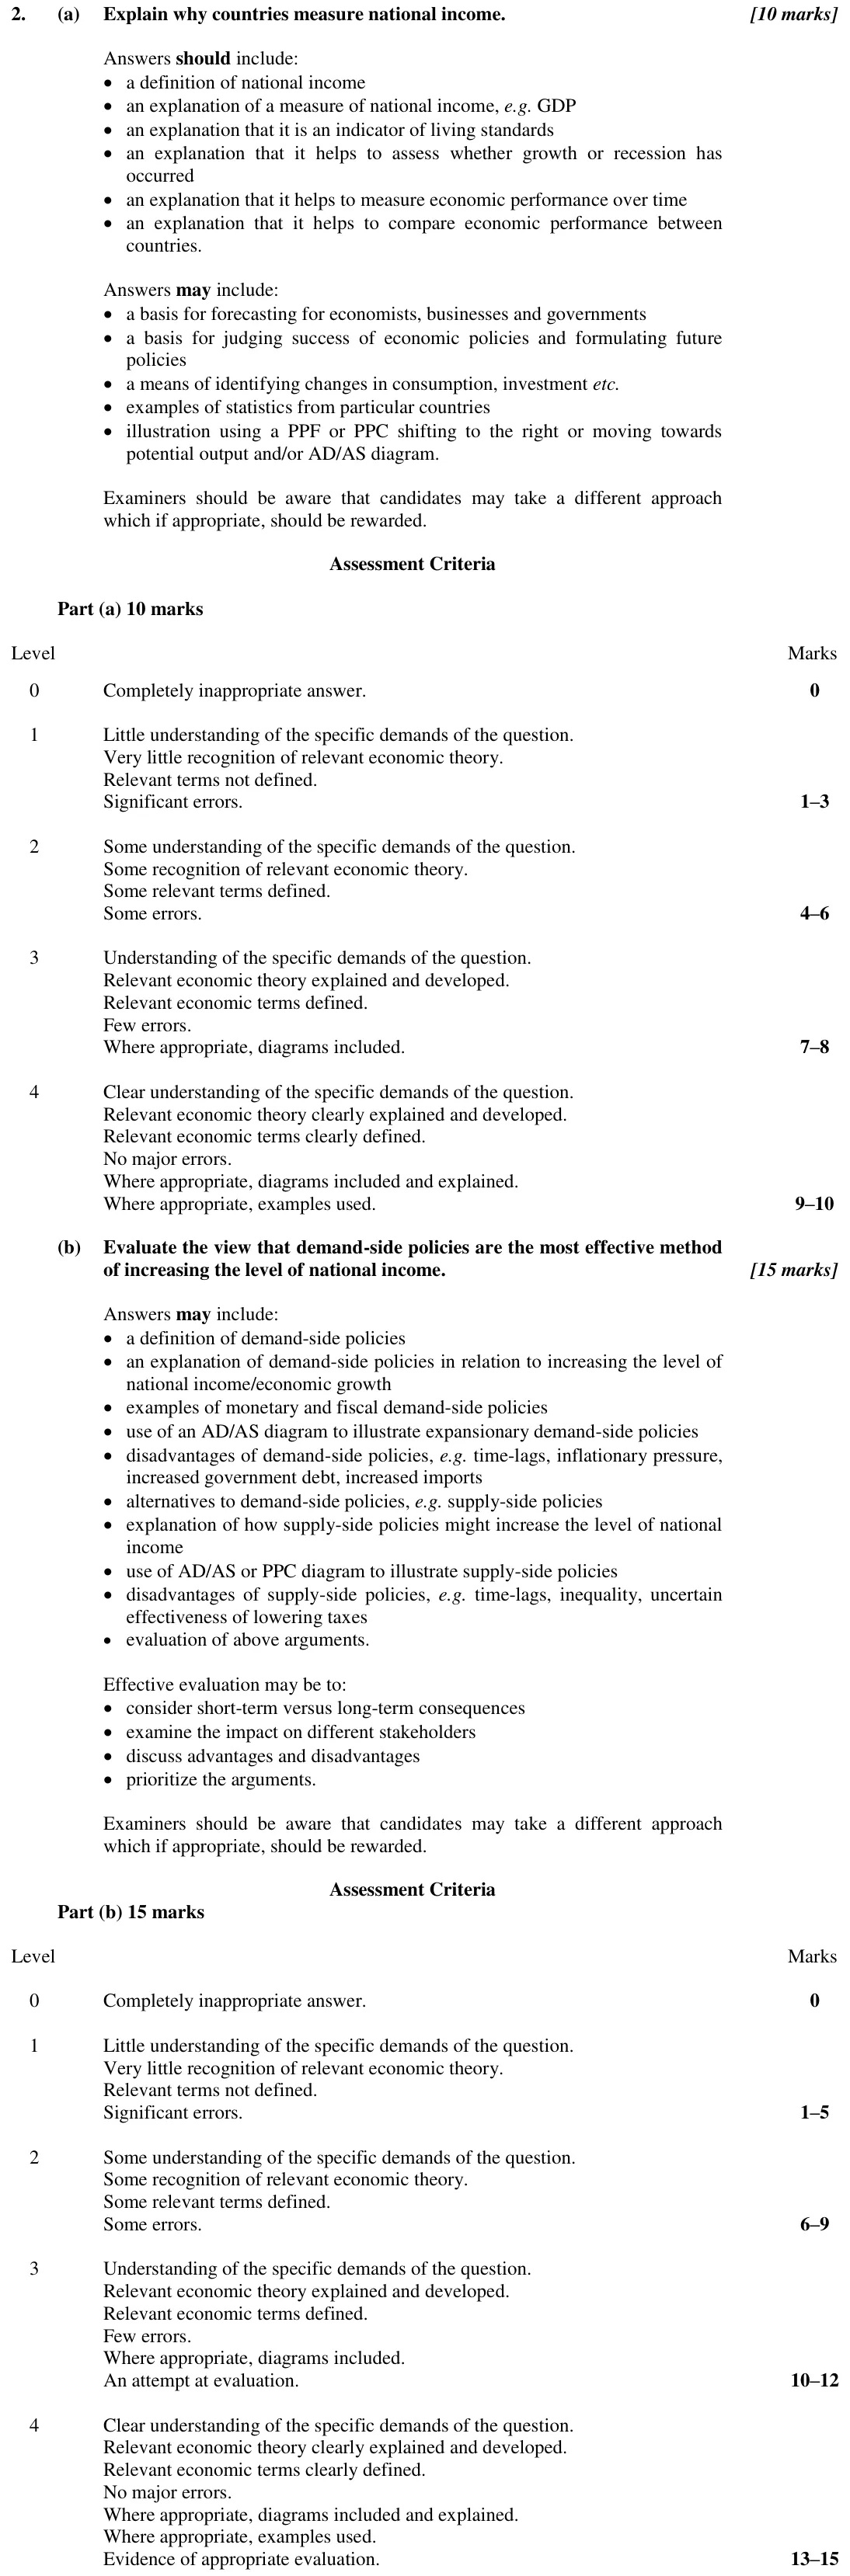 2. (a) Explain why countries measure national income. [10 marks]
Answers should include:
• a definition of national income
• an explanation of a measure of national income, e.g. GDP
• an explanation that it is an indicator of living standards
• an explanation that it helps to assess whether growth or recession has
occurred
• an explanation that it helps to measure economic performance over time
• an explanation that it helps to compare economic performance between
countries.
Answers may include:
• a basis for forecasting for economists, businesses and governments
• a basis for judging success of economic policies and formulating future
policies
• a means of identifying changes in consumption, investment etc.
• examples of statistics from particular countries
• illustration using a PPF or PPC shifting to the right or moving towards
potential output and/or AD/AS diagram.
Examiners should be aware that candidates may take a different approach
which if appropriate, should be rewarded.
Assessment Criteria
Part (a) 10 marks
Level Marks
0 Completely inappropriate answer. 0
1 Little understanding of the specific demands of the question.
Very little recognition of relevant economic theory.
Relevant terms not defined.
Significant errors. 1–3
2 Some understanding of the specific demands of the question.
Some recognition of relevant economic theory.
Some relevant terms defined.
Some errors. 4–6
3 Understanding of the specific demands of the question.
Relevant economic theory explained and developed.
Relevant economic terms defined.
Few errors.
Where appropriate, diagrams included. 7–8
4 Clear understanding of the specific demands of the question.
Relevant economic theory clearly explained and developed.
Relevant economic terms clearly defined.
No major errors.
Where appropriate, diagrams included and explained.
Where appropriate, examples used. 9–10
(b) Evaluate the view that demand-side policies are the most effective method
of increasing the level of national income. [15 marks]
Answers may include:
• a definition of demand-side policies
• an explanation of demand-side policies in relation to increasing the level of
national income/economic growth
• examples of monetary and fiscal demand-side policies
• use of an AD/AS diagram to illustrate expansionary demand-side policies
• disadvantages of demand-side policies, e.g. time-lags, inflationary pressure,
increased government debt, increased imports
• alternatives to demand-side policies, e.g. supply-side policies
• explanation of how supply-side policies might increase the level of national
income
• use of AD/AS or PPC diagram to illustrate supply-side policies
• disadvantages of supply-side policies, e.g. time-lags, inequality, uncertain
effectiveness of lowering taxes
• evaluation of above arguments.
Effective evaluation may be to:
• consider short-term versus long-term consequences
• examine the impact on different stakeholders
• discuss advantages and disadvantages
• prioritize the arguments.
Examiners should be aware that candidates may take a different approach
which if appropriate, should be rewarded.
Assessment Criteria
Part (b) 15 marks
Level Marks
0 Completely inappropriate answer. 0
1 Little understanding of the specific demands of the question.
Very little recognition of relevant economic theory.
Relevant terms not defined.
Significant errors. 1–5
2 Some understanding of the specific demands of the question.
Some recognition of relevant economic theory.
Some relevant terms defined.
Some errors. 6–9
3 Understanding of the specific demands of the question.
Relevant economic theory explained and developed.
Relevant economic terms defined.
Few errors.
Where appropriate, diagrams included.
An attempt at evaluation. 10–12
4 Clear understanding of the specific demands of the question.
Relevant economic theory clearly explained and developed.
Relevant economic terms clearly defined.
No major errors.
Where appropriate, diagrams included and explained.
Where appropriate, examples used.
Evidence of appropriate evaluation. 13–15